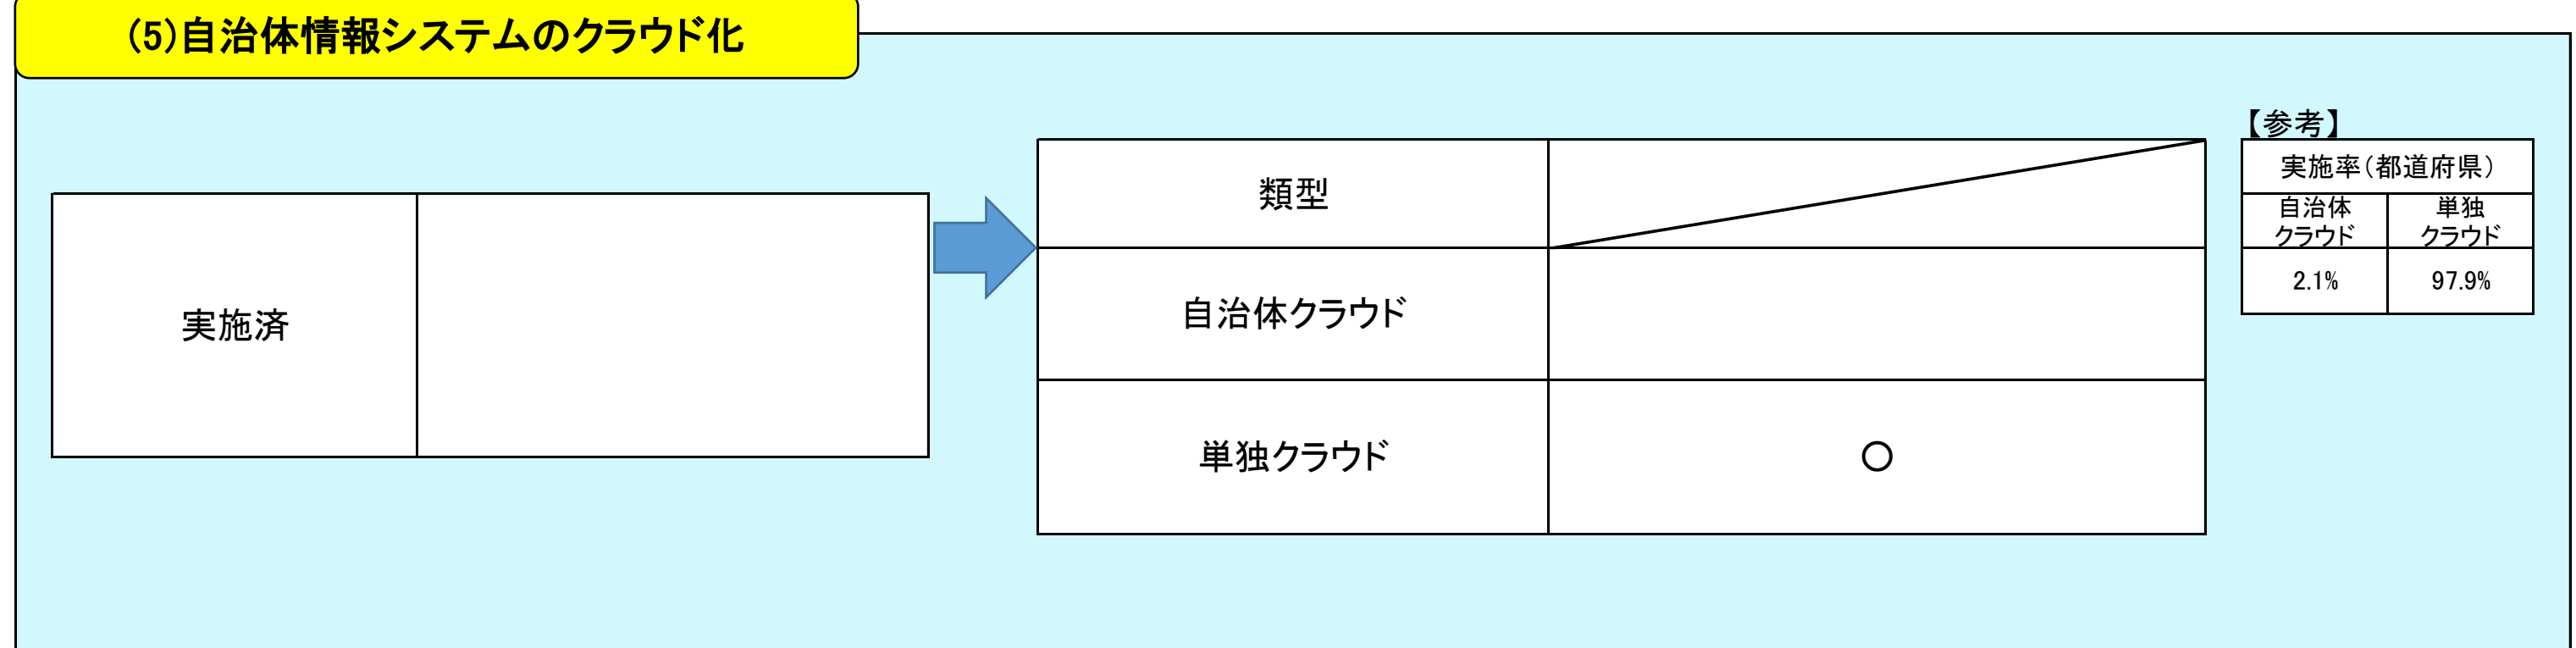 (5)自治体情報システムのクラウド化
実施済
類型
自治体クラウド
単独クラウド
○
【参考】
実施率(都道府県)
自治体
クラウド
単独
クラウド
2.1%
97.9%